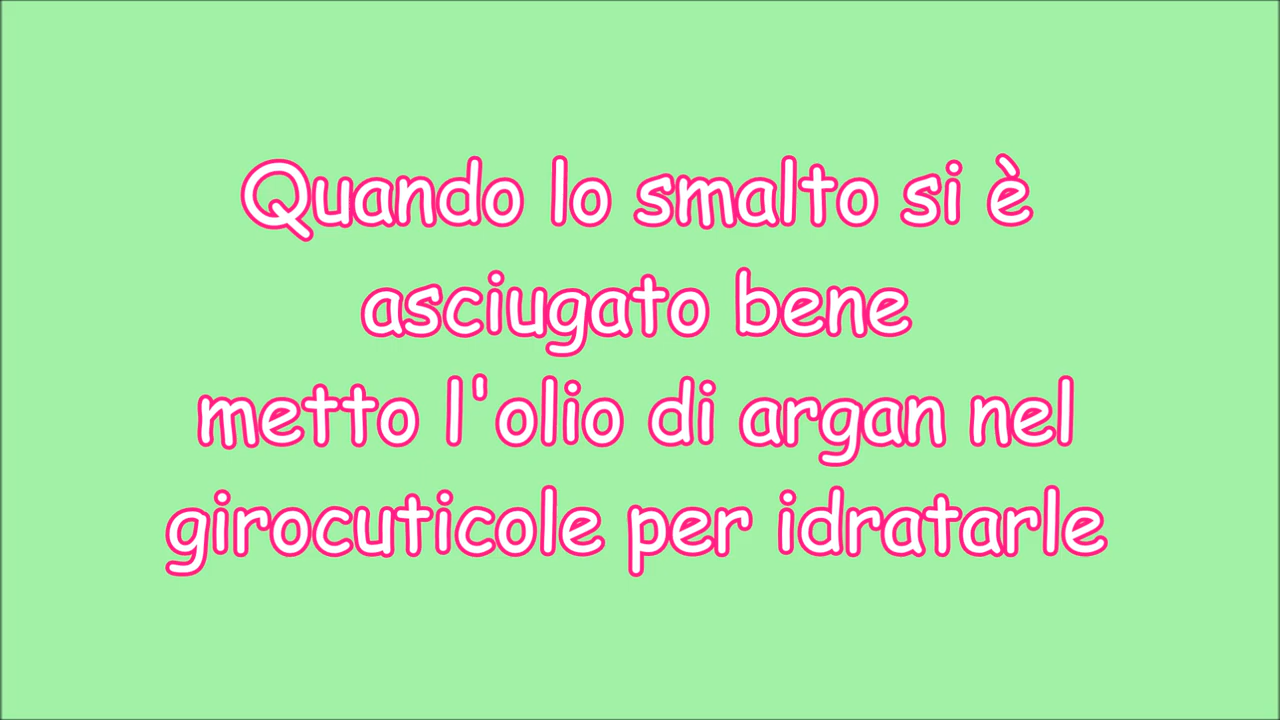 Quando lo smalto si è
asciugato bene
metto l'olio di argan nel
girocuticole per idratarle